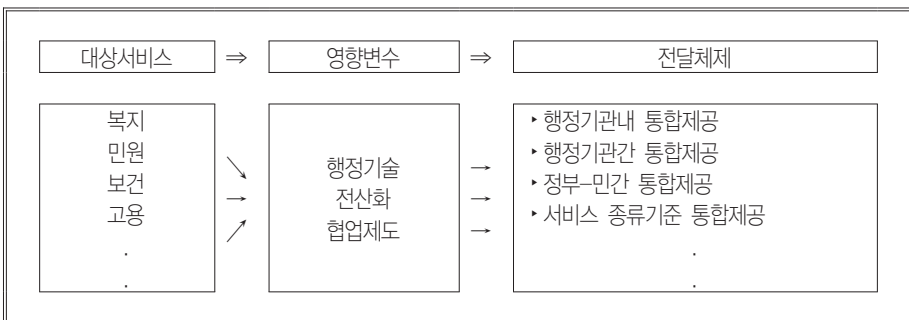 대상서비스 ⇒ 영향변수 ⇒ 전달체제
복지
민원
보건
고용
.
.
↘
→
↗
행정기술
전산화
협업제도
→
→
→
‣행정기관내 통합제공
‣행정기관간 통합제공
‣정부–민간 통합제공
‣서비스 종류기준 통합제공
.
.